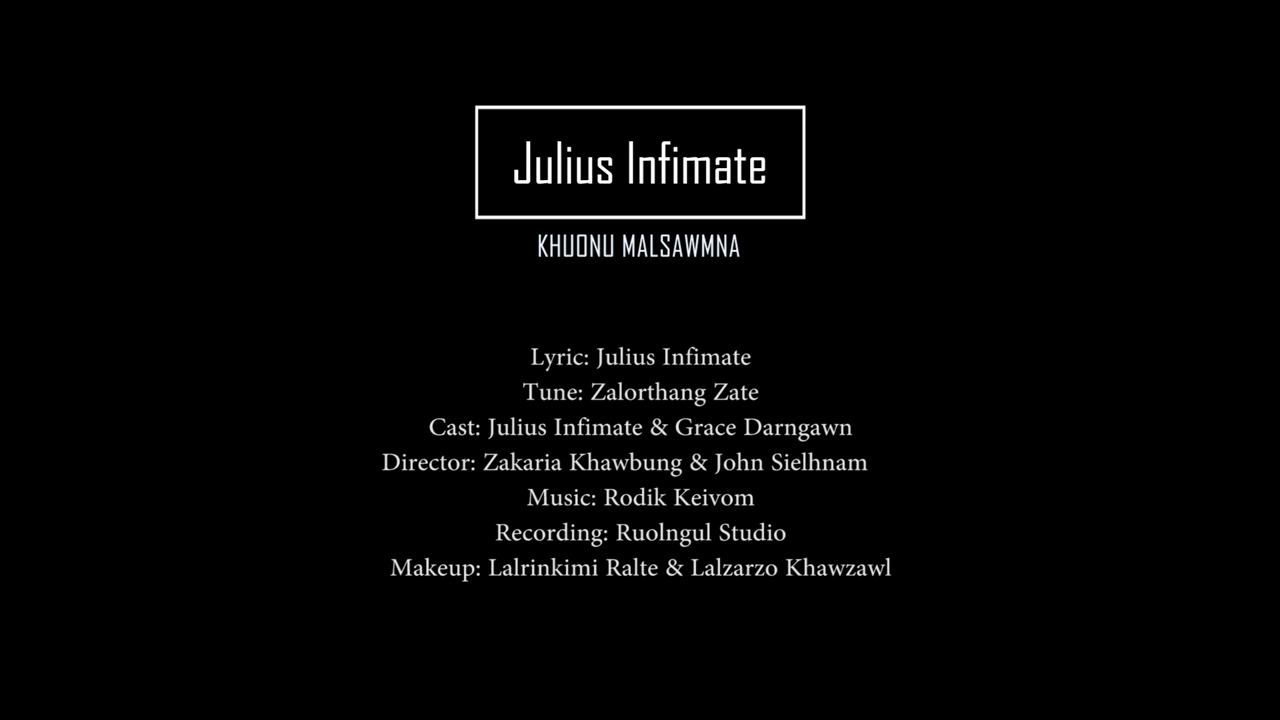 Julius Infimate
KHUONU MALSAWMNA
Lyric: Julius Infimate
Tune: Zalorthang Zate
Cast: Julius Infimate & Grace Darngawn
Director: Zakaria Khawbung & John Sielhnam
Music: Rodik Keivom
Recording: Ruolngul Studio
Makeup: Lalrinkimi Ralte & Lalzarzo Khawzawl